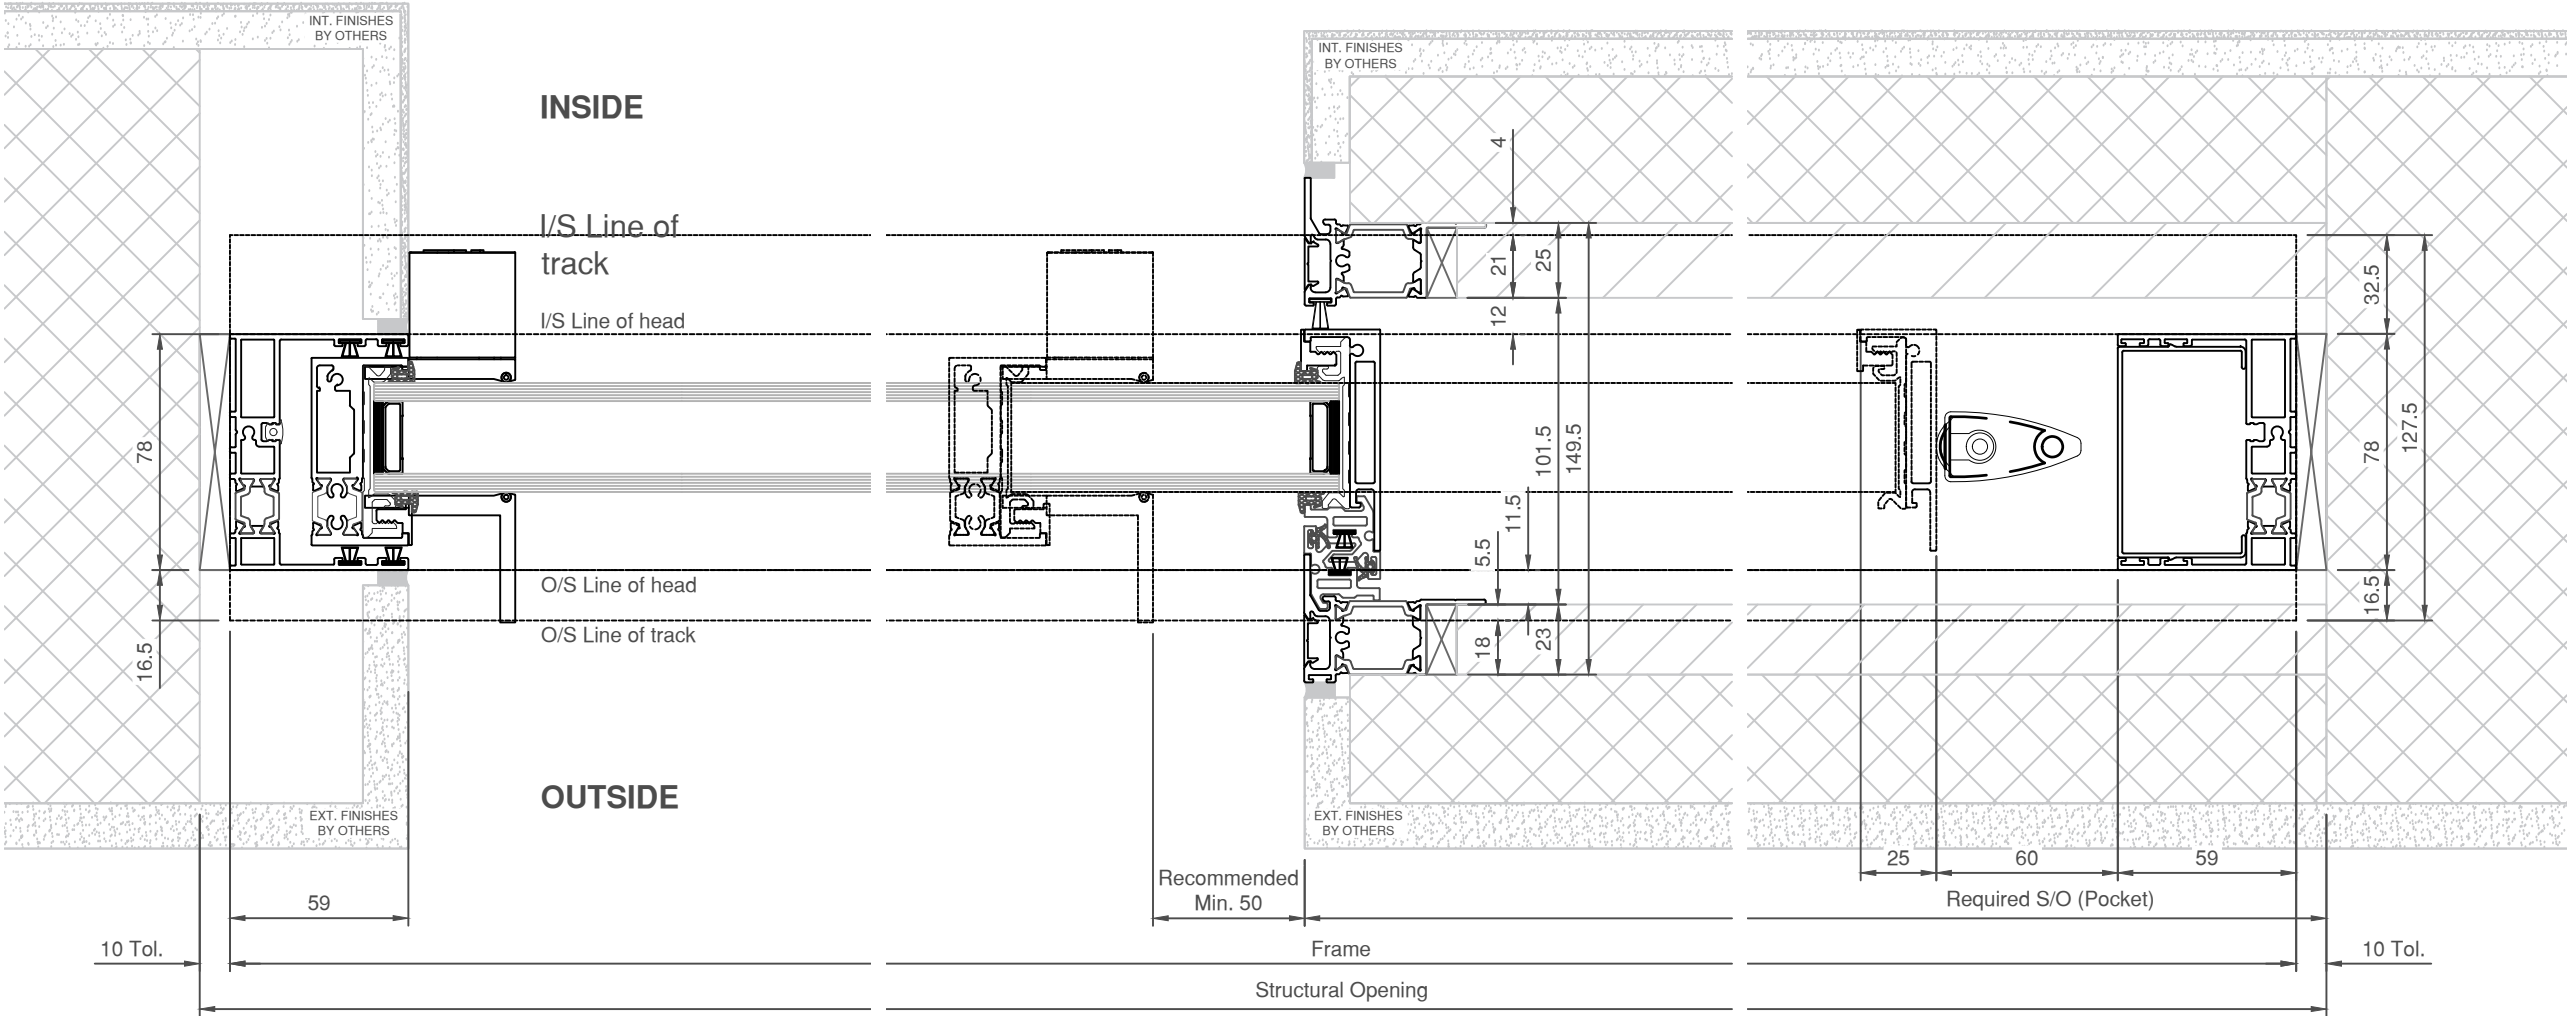 INT. FINISHES
BY OTHERS
INT. FINISHES
BY OTHERS
INSIDE
4
I/S Line of
track
21
25
32.5
I/S Line of head
12
78
101.5
149.5
127.5
78
11.5
5.5
O/S Line of head
16.5
O/S Line of track
16.5
18
23
OUTSIDE
EXT. FINISHES
BY OTHERS
EXT. FINISHES
BY OTHERS
25
60
59
Recommended
Min. 50
59
Required S/O (Pocket)
10 Tol.
Frame
10 Tol.
Structural Opening